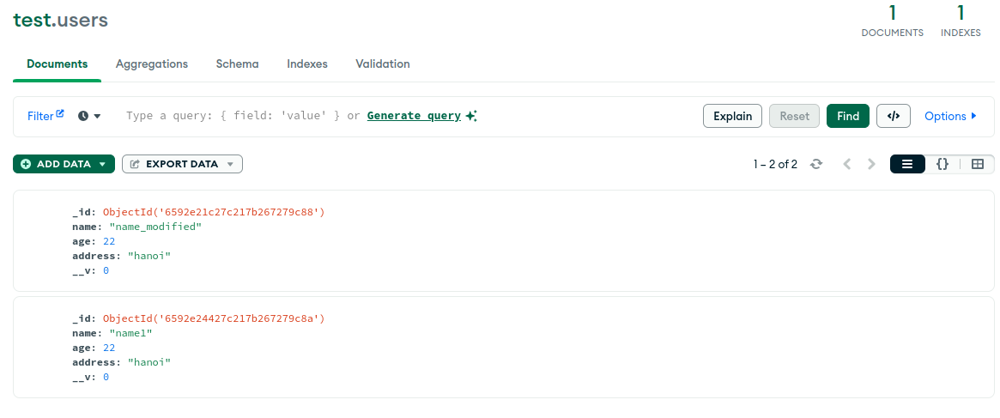 test.users
1 1
DOCUMENTS INDEXES
Documents Aggregations Schema Indexes Validation
Filter Type a query: { field: 'value' } or Generate query Explain Reset Find </> Options
ADD DATA EXPORT DATA 1 – 2 of 2 {}
_id: ObjectId('6592e21c27c217b267279c88')
name: "name_modified"
age: 22
address: "hanoi"
__v: 0
_id: ObjectId('6592e24427c217b267279c8a')
name: "name1"
age: 22
address: "hanoi"
__v: 0